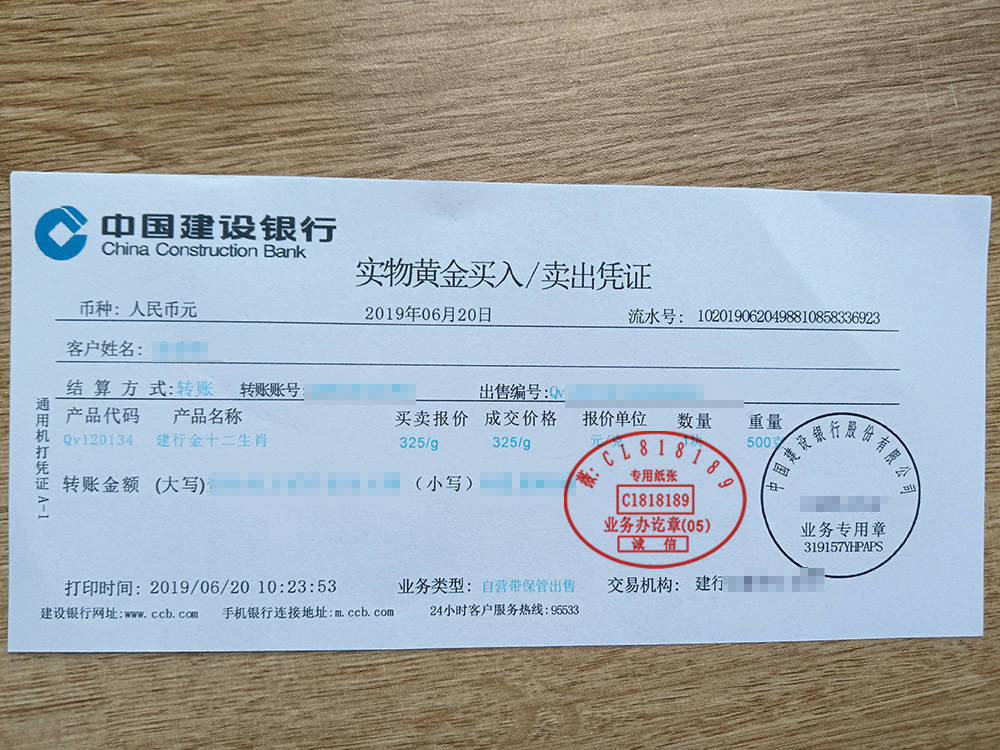 中国建设银行
China Construction Bank
实物黄金买入/卖出凭证
币种：人民币元 2019年06月20日 流水号：1020190620498810858336923
客户姓名：
结算方式:转账 转账账号: 出售编号:Qv
产品代码 产品名称 买卖报价 成交价格 报价单位 数量 重量
Qv120134 建行金十二生肖 325/g 325/g 元/克 1块 500克
转账金额 (大写) （小写）
薇:CL818189
专用纸张
C1818189
业务办讫章(05)
诚 信
中国建设银行股份有限公司
业务专用章
319157YHPAPS
打印时间：2019/06/20 10:23:53 业务类型：自营带保管出售 交易机构：建行
建设银行网址:www.ccb.com 手机银行连接地址:m.ccb.com 24小时客户服务热线:95533
通用机打凭证A-1